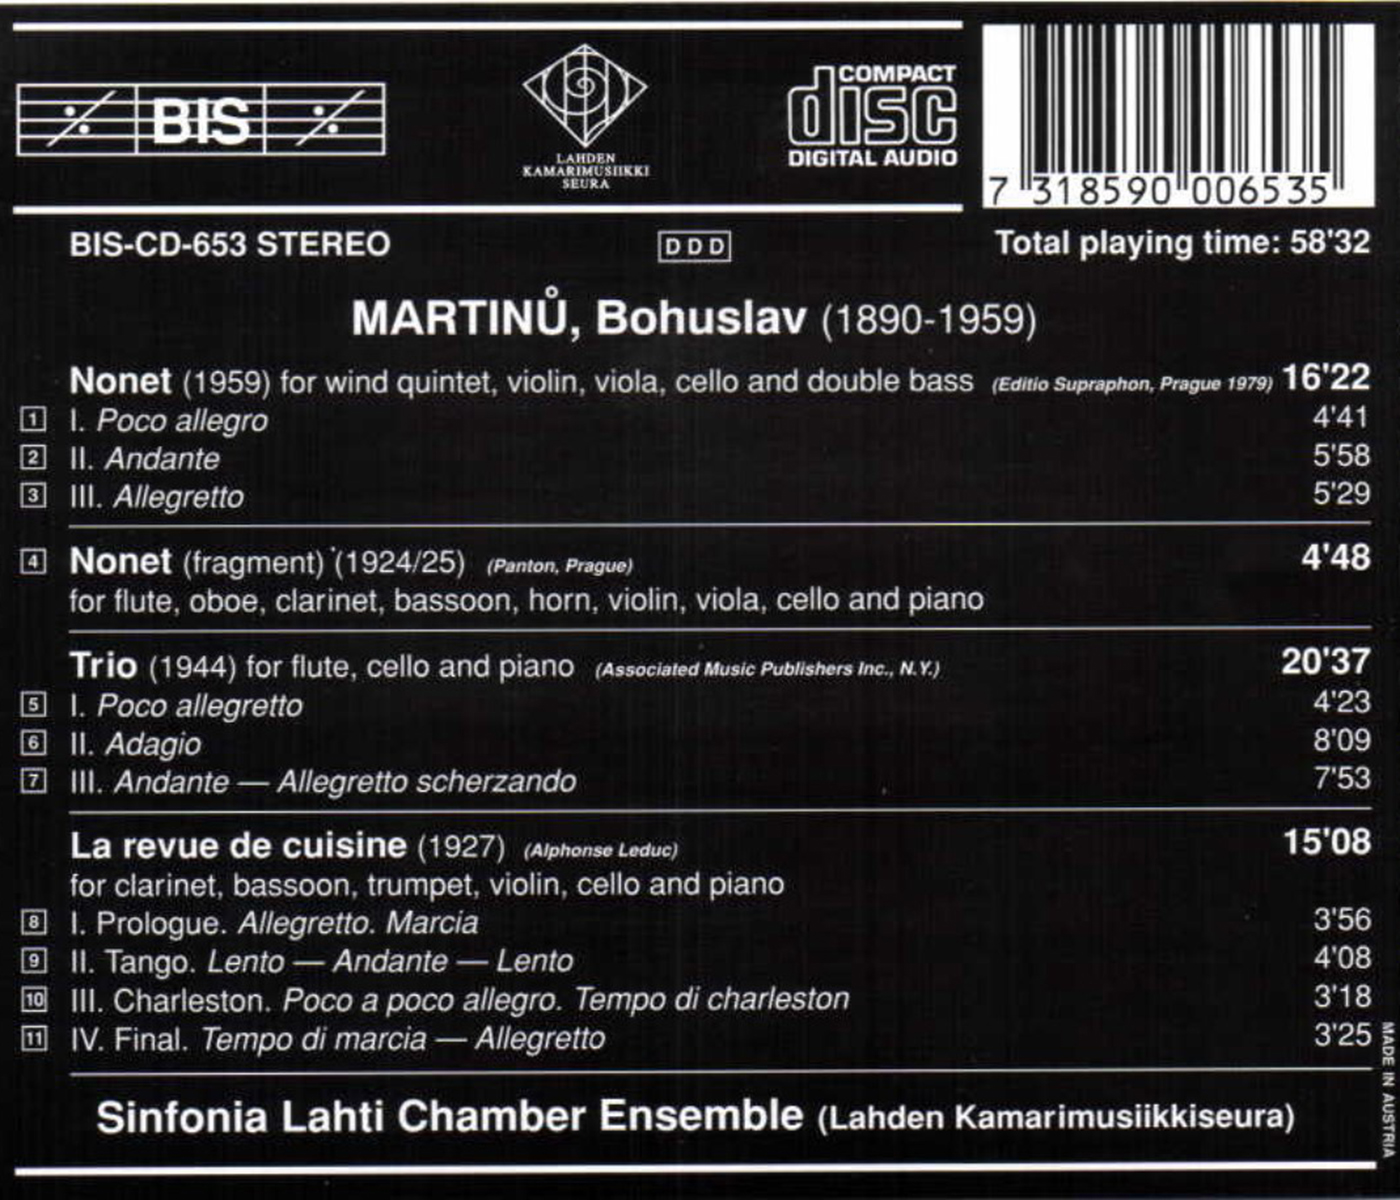 BIS
LAHDEN
KAMARIMUSIIKKI
SEURA
COMPACT
disc
DIGITAL AUDIO
7 318590 006535
BIS-CD-653 STEREO
DDD
Total playing time: 58'32
MARTINŮ, Bohuslav (1890-1959)
Nonet (1959) for wind quintet, violin, viola, cello and double bass (Editio Supraphon, Prague 1979) 16'22
1 I. Poco allegro 4'41
2 II. Andante 5'58
3 III. Allegretto 5'29
4 Nonet (fragment) (1924/25) (Panton, Prague) 4'48
for flute, oboe, clarinet, bassoon, horn, violin, viola, cello and piano
Trio (1944) for flute, cello and piano (Associated Music Publishers Inc., N.Y.) 20'37
5 I. Poco allegretto 4'23
6 II. Adagio 8'09
7 III. Andante — Allegretto scherzando 7'53
La revue de cuisine (1927) (Alphonse Leduc) 15'08
for clarinet, bassoon, trumpet, violin, cello and piano
8 I. Prologue. Allegretto. Marcia 3'56
9 II. Tango. Lento — Andante — Lento 4'08
10 III. Charleston. Poco a poco allegro. Tempo di charleston 3'18
11 IV. Final. Tempo di marcia — Allegretto 3'25
Sinfonia Lahti Chamber Ensemble (Lahden Kamarimusiikkiseura)
MADE IN AUSTRIA